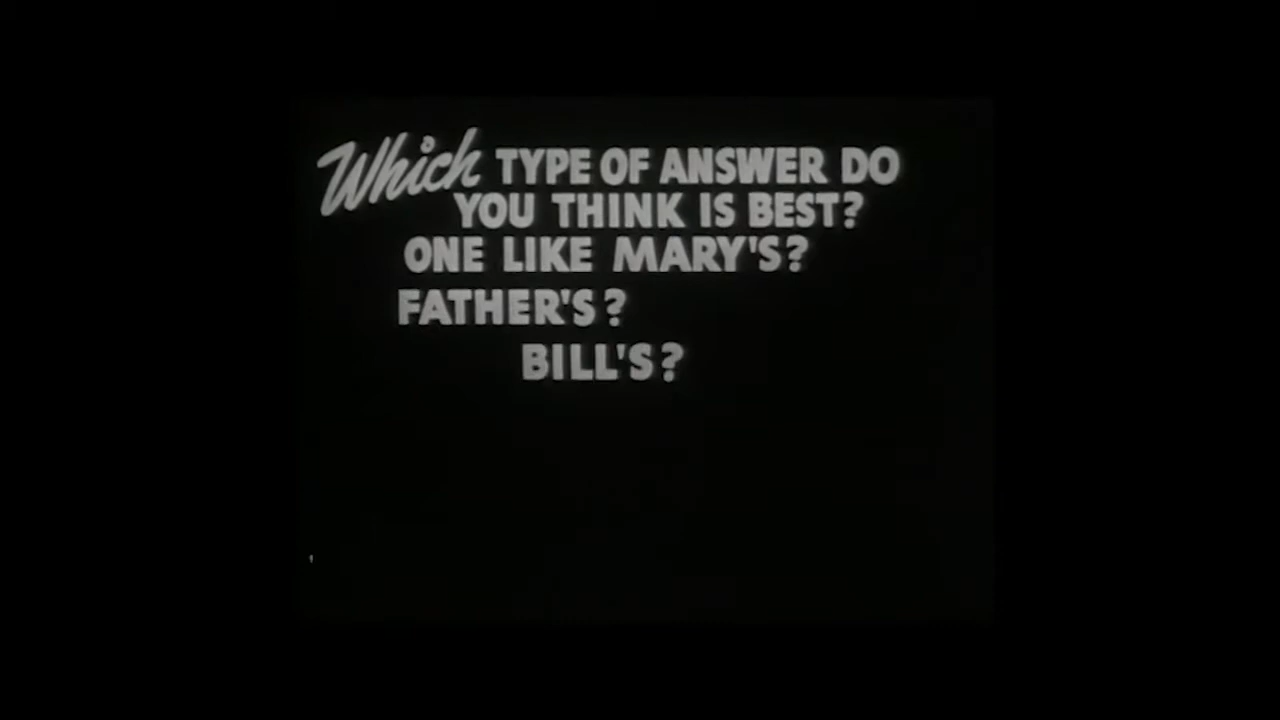 Which TYPE OF ANSWER DO
YOU THINK IS BEST?
ONE LIKE MARY'S?
FATHER'S?
BILL'S?